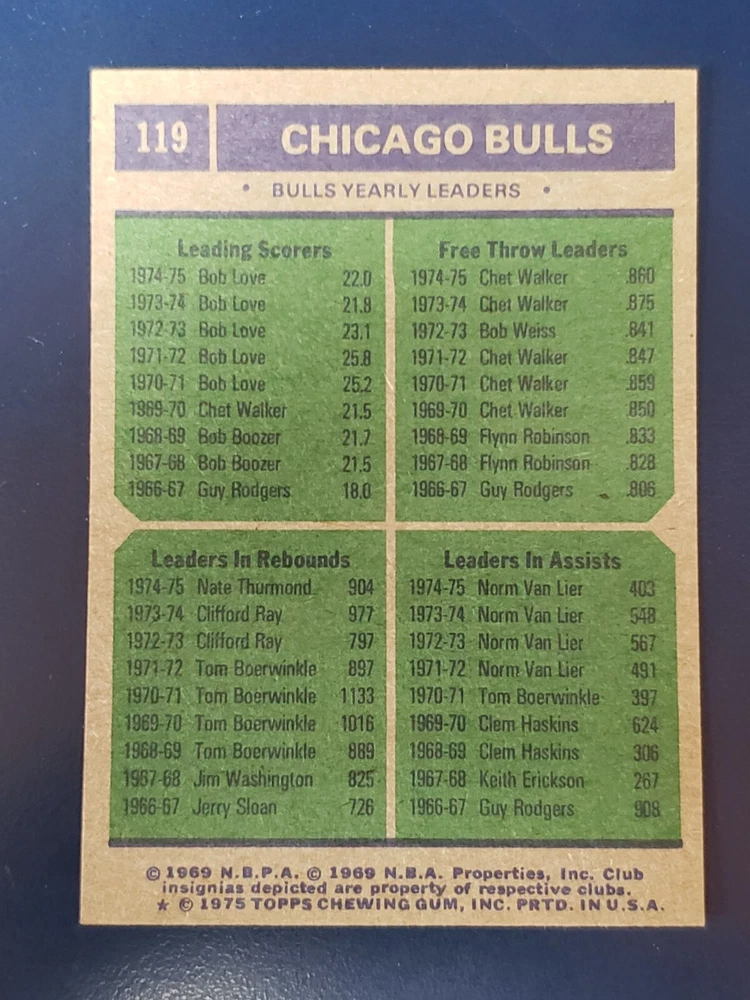 119 CHICAGO BULLS
• BULLS YEARLY LEADERS •
Leading Scorers
1974-75 Bob Love 22.0
1973-74 Bob Love 21.8
1972-73 Bob Love 23.1
1971-72 Bob Love 25.8
1970-71 Bob Love 25.2
1969-70 Chet Walker 21.5
1968-69 Bob Boozer 21.7
1967-68 Bob Boozer 21.5
1966-67 Guy Rodgers 18.0
Free Throw Leaders
1974-75 Chet Walker .860
1973-74 Chet Walker .875
1972-73 Bob Weiss .841
1971-72 Chet Walker .847
1970-71 Chet Walker .859
1969-70 Chet Walker .850
1968-69 Flynn Robinson .833
1967-68 Flynn Robinson .828
1966-67 Guy Rodgers .806
Leaders In Rebounds
1974-75 Nate Thurmond 904
1973-74 Clifford Ray 977
1972-73 Clifford Ray 797
1971-72 Tom Boerwinkle 897
1970-71 Tom Boerwinkle 1133
1969-70 Tom Boerwinkle 1016
1968-69 Tom Boerwinkle 889
1967-68 Jim Washington 825
1966-67 Jerry Sloan 726
Leaders In Assists
1974-75 Norm Van Lier 403
1973-74 Norm Van Lier 548
1972-73 Norm Van Lier 567
1971-72 Norm Van Lier 491
1970-71 Tom Boerwinkle 397
1969-70 Clem Haskins 624
1968-69 Clem Haskins 306
1967-68 Keith Erickson 267
1966-67 Guy Rodgers 908
© 1969 N.B.P.A. © 1969 N.B.A. Properties, Inc. Club
insignias depicted are property of respective clubs.
★ © 1975 TOPPS CHEWING GUM, INC. PRTD. IN U.S.A.